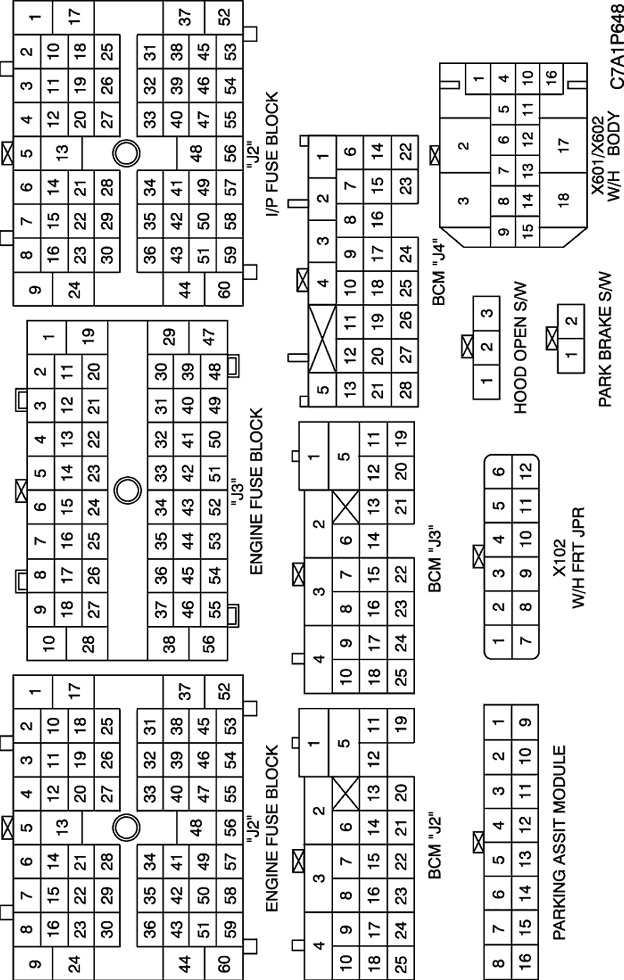 9 8 7 6 5 4 3 2 1
24 16 15 14 13 12 11 10 17
23 22 21 20 19 18
30 29 28 27 26 25
36 35 34 33 32 31
44 43 42 41 40 39 38 37
51 50 49 48 47 46 45
60 59 58 57 56 55 54 53 52
"J2"
ENGINE FUSE BLOCK
10 9 8 7 6 5 4 3 2 1
28 18 17 16 15 14 13 12 11 19
27 26 25 24 23 22 21 20
38 37 36 35 34 33 32 31 30 29
46 45 44 43 42 41 40 39
56 55 54 53 52 51 50 49 48 47
"J3"
ENGINE FUSE BLOCK
9 8 7 6 5 4 3 2 1
24 16 15 14 13 12 11 10 17
23 22 21 20 19 18
30 29 28 27 26 25
36 35 34 33 32 31
44 43 42 41 40 39 38 37
51 50 49 48 47 46 45
60 59 58 57 56 55 54 53 52
"J2"
I/P FUSE BLOCK
4 3 2 1
10 9 8 7 6 5
18 17 16 15 14 13 12 11
25 24 23 22 21 20 19
BCM "J2"
4 3 2 1
10 9 8 7 6 5
18 17 16 15 14 13 12 11
25 24 23 22 21 20 19
BCM "J3"
5 4 3 2 1
13 12 11 10 9 8 7 6
21 20 19 18 17 16 15 14
28 27 26 25 24 23 22
BCM "J4"
8 7 6 5 4 3 2 1
16 15 14 13 12 11 10 9
PARKING ASSIT MODULE
1 2 3 4 5 6
7 8 9 10 11 12
X102
W/H FRT JPR
1 2 3
HOOD OPEN S/W
1 2
PARK BRAKE S/W
3 2 1
9 8 7 6 5 4
15 14 13 12 11 10
18 17 16
X601/X602
W/H BODY
C7A1P648